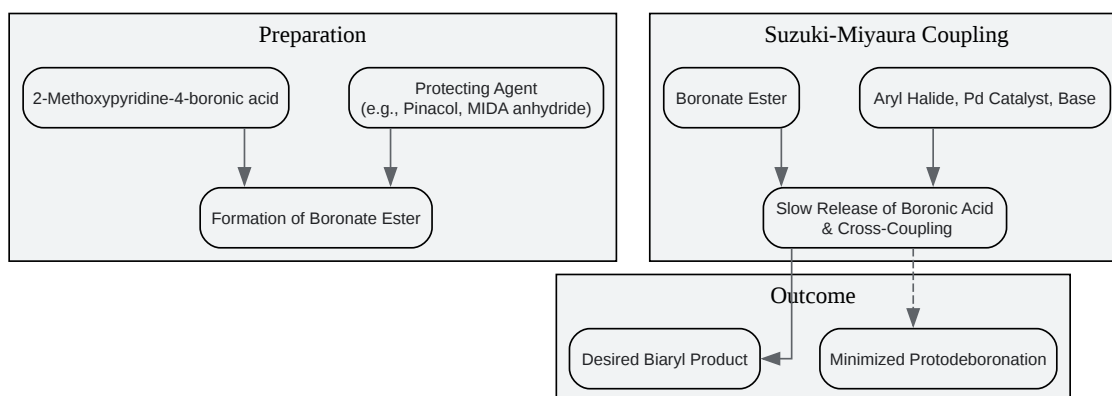 Preparation
2-Methoxypyridine-4-boronic acid
Protecting Agent
(e.g., Pinacol, MIDA anhydride)
Formation of Boronate Ester
Suzuki-Miyaura Coupling
Boronate Ester
Aryl Halide, Pd Catalyst, Base
Slow Release of Boronic Acid
& Cross-Coupling
Outcome
Desired Biaryl Product
Minimized Protodeboronation